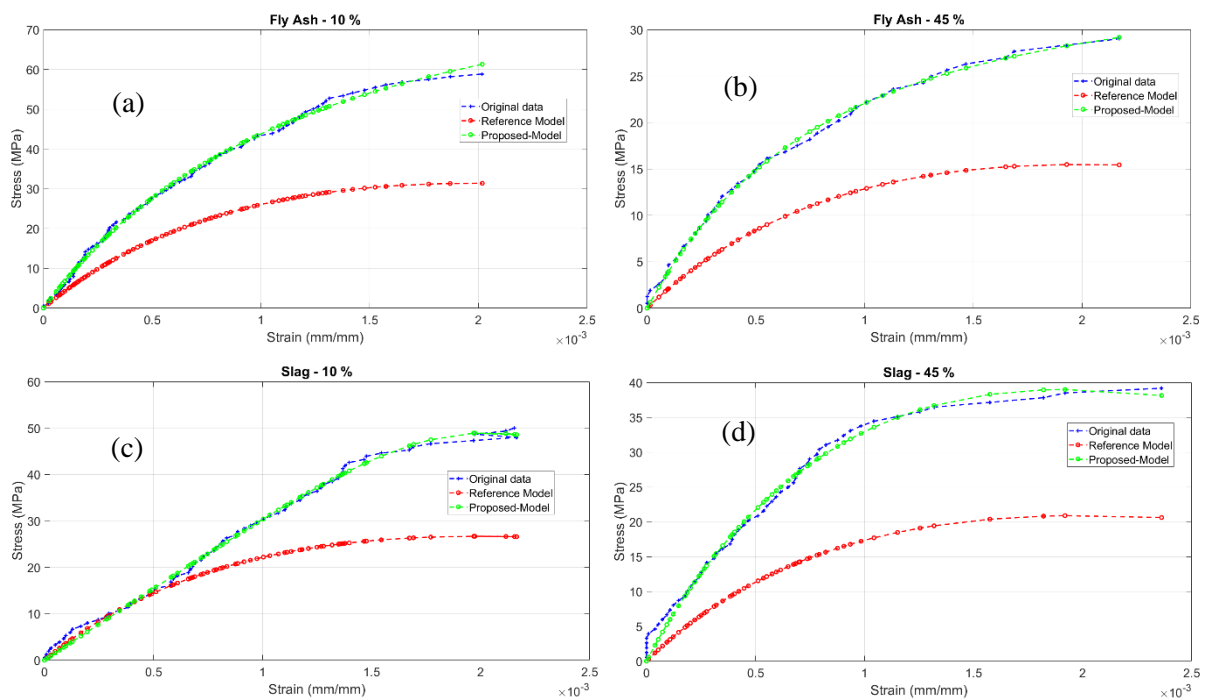 Fly Ash - 10 %
70
60
50
40
30
20
10
0
Stress (MPa)
(a)
Original data
Reference Model
Proposed-Model
0
0.5
1
1.5
2
2.5
Strain (mm/mm)
×10⁻³
Fly Ash - 45 %
30
25
20
15
10
5
0
Stress (MPa)
(b)
Original data
Reference Model
Proposed-Model
0
0.5
1
1.5
2
2.5
Strain (mm/mm)
×10⁻³
Slag - 10 %
60
50
40
30
20
10
0
Stress (MPa)
(c)
Original data
Reference Model
Proposed-Model
0
0.5
1
1.5
2
2.5
Strain (mm/mm)
×10⁻³
Slag - 45 %
40
35
30
25
20
15
10
5
0
Stress (MPa)
(d)
Original data
Reference Model
Proposed-Model
0
0.5
1
1.5
2
2.5
Strain (mm/mm)
×10⁻³